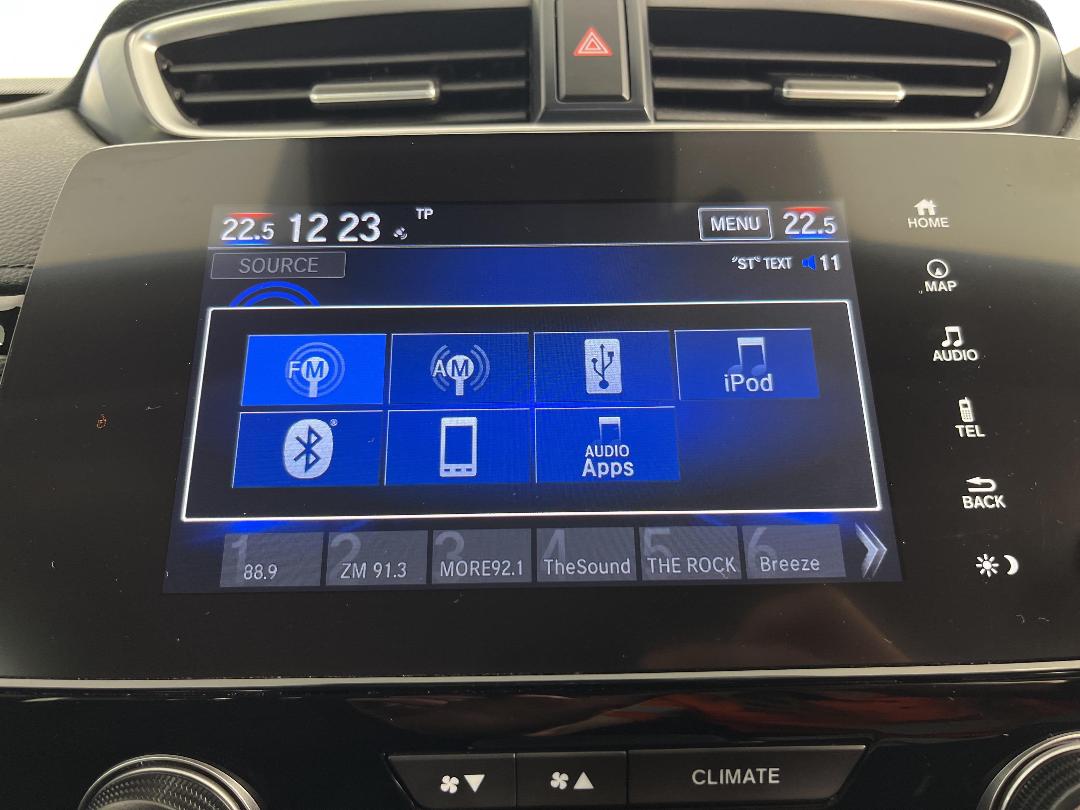 22.5 12 23 TP MENU 22.5
SOURCE "ST" TEXT 11
FM AM iPod
AUDIO
Apps
1 2 3 4 5 6
88.9 ZM 91.3 MORE92.1 TheSound THE ROCK Breeze
HOME
MAP
AUDIO
TEL
BACK
CLIMATE